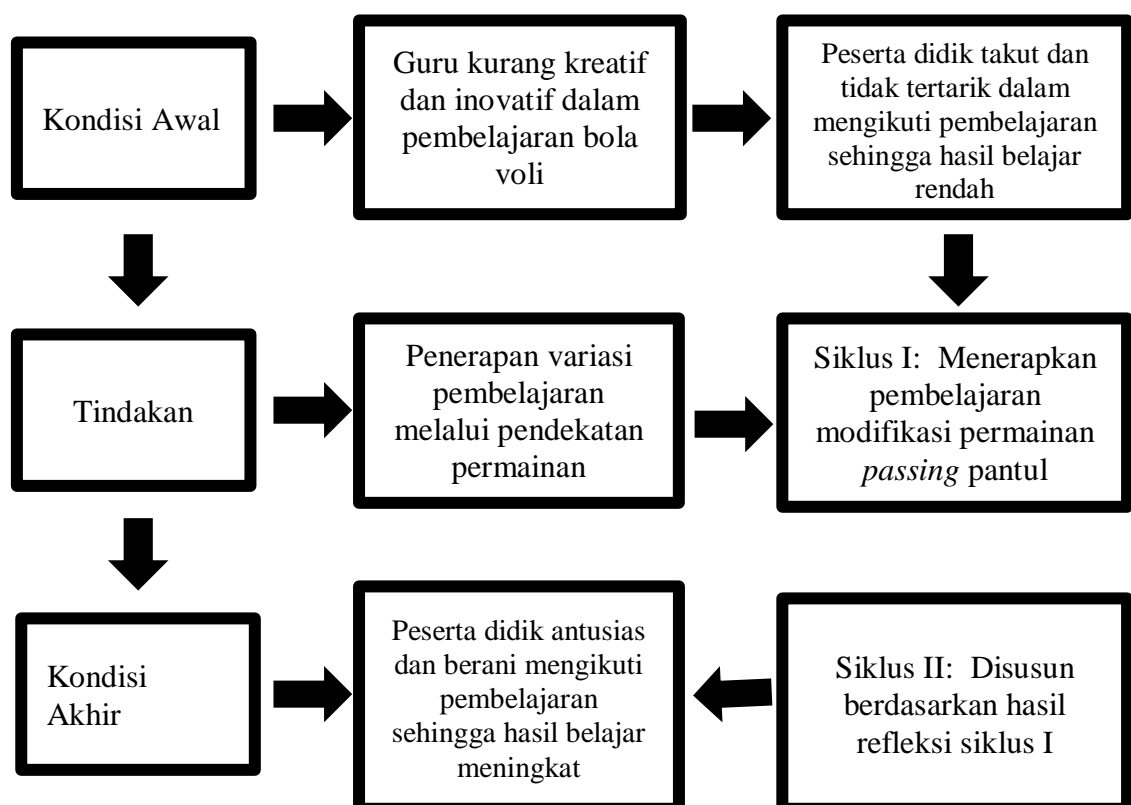 Kondisi Awal
Guru kurang kreatif
dan inovatif dalam
pembelajaran bola
voli
Peserta didik takut dan
tidak tertarik dalam
mengikuti pembelajaran
sehingga hasil belajar
rendah
Tindakan
Penerapan variasi
pembelajaran
melalui pendekatan
permainan
Siklus I: Menerapkan
pembelajaran
modifikasi permainan
passing pantul
Kondisi
Akhir
Peserta didik antusias
dan berani mengikuti
pembelajaran
sehingga hasil belajar
meningkat
Siklus II: Disusun
berdasarkan hasil
refleksi siklus I